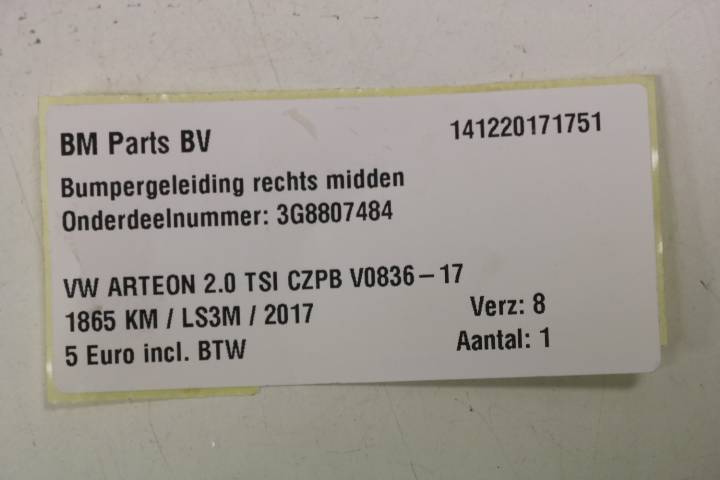 BM Parts BV 141220171751
Bumpergeleiding rechts midden
Onderdeelnummer: 3G8807484
VW ARTEON 2.0 TSI CZPB V0836-17
1865 KM / LS3M / 2017 Verz: 8
5 Euro incl. BTW Aantal: 1